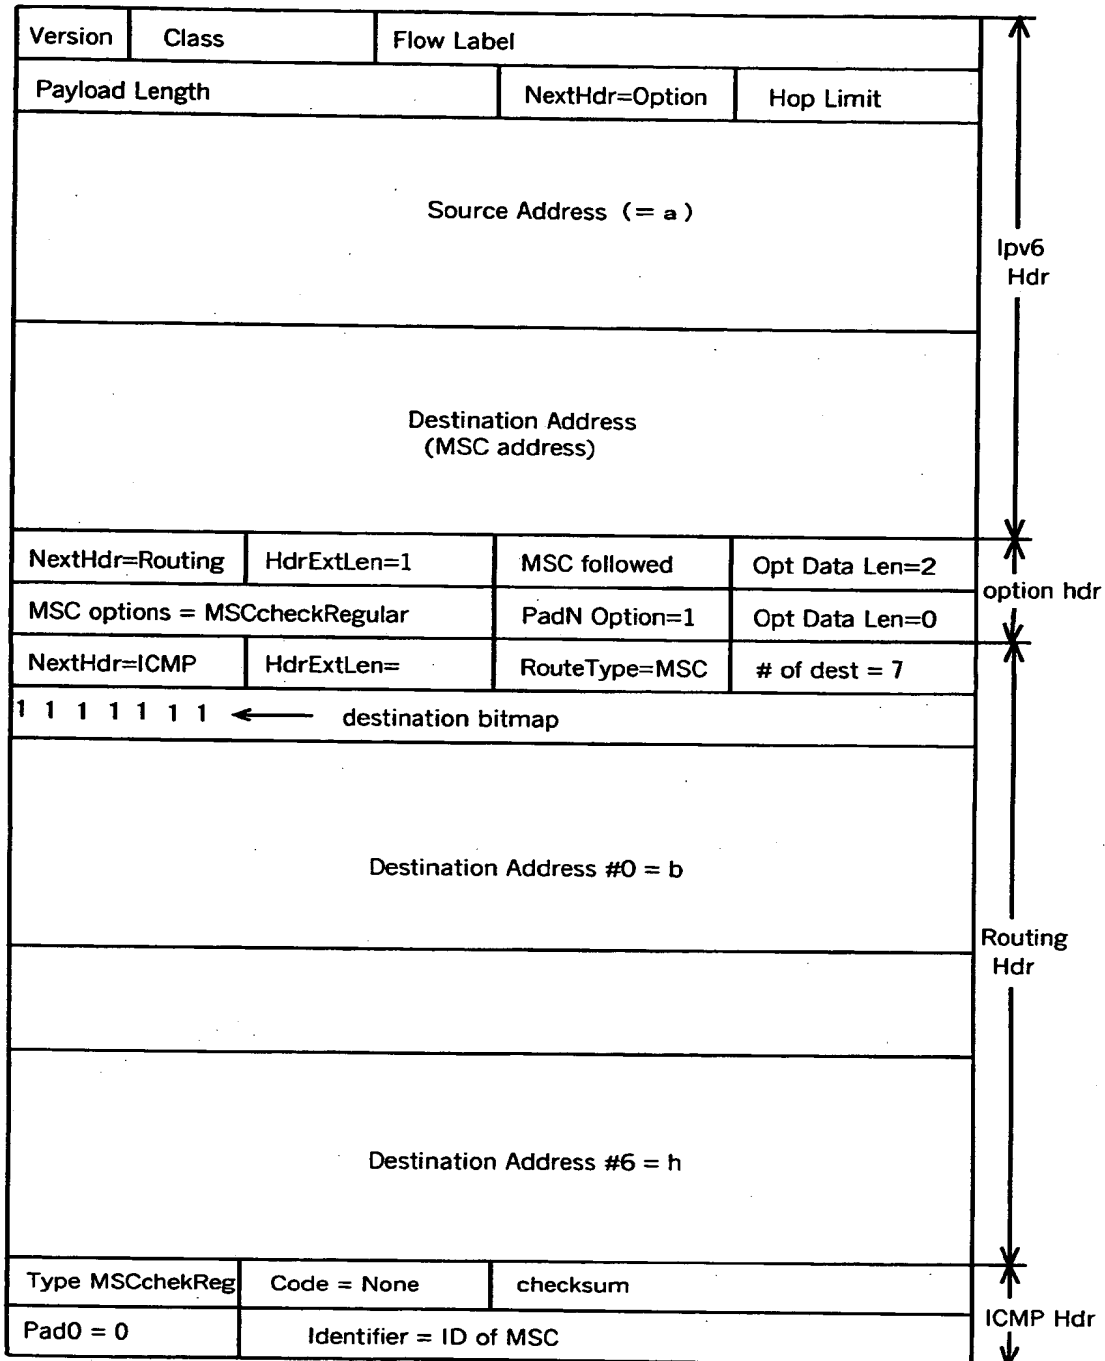 Version Class Flow Label
Payload Length NextHdr=Option Hop Limit
Source Address (= a)
Ipv6
Hdr
Destination Address
(MSC address)
NextHdr=Routing HdrExtLen=1 MSC followed Opt Data Len=2
option hdr
MSC options = MSCcheckRegular PadN Option=1 Opt Data Len=0
NextHdr=ICMP HdrExtLen= RouteType=MSC # of dest = 7
1 1 1 1 1 1 1 ← destination bitmap
Destination Address #0 = b
Routing
Hdr
Destination Address #6 = h
Type MSCchekReg Code = None checksum
ICMP Hdr
Pad0 = 0 Identifier = ID of MSC